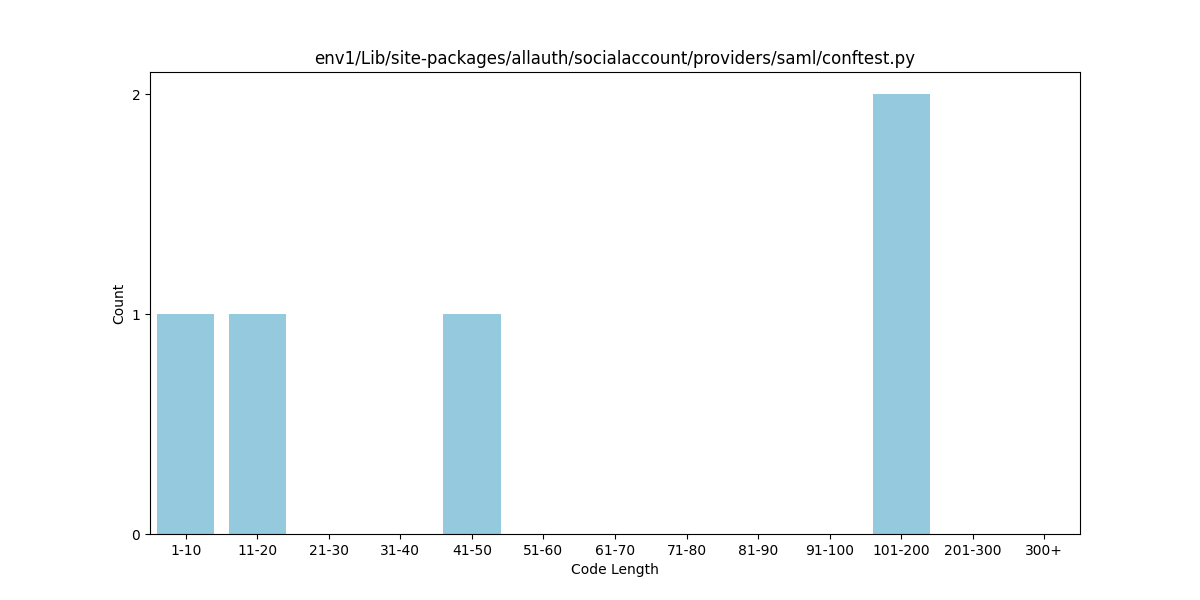 env1/Lib/site-packages/allauth/socialaccount/providers/saml/conftest.py
2
1
0
Count
1-10 11-20 21-30 31-40 41-50 51-60 61-70 71-80 81-90 91-100 101-200 201-300 300+
Code Length